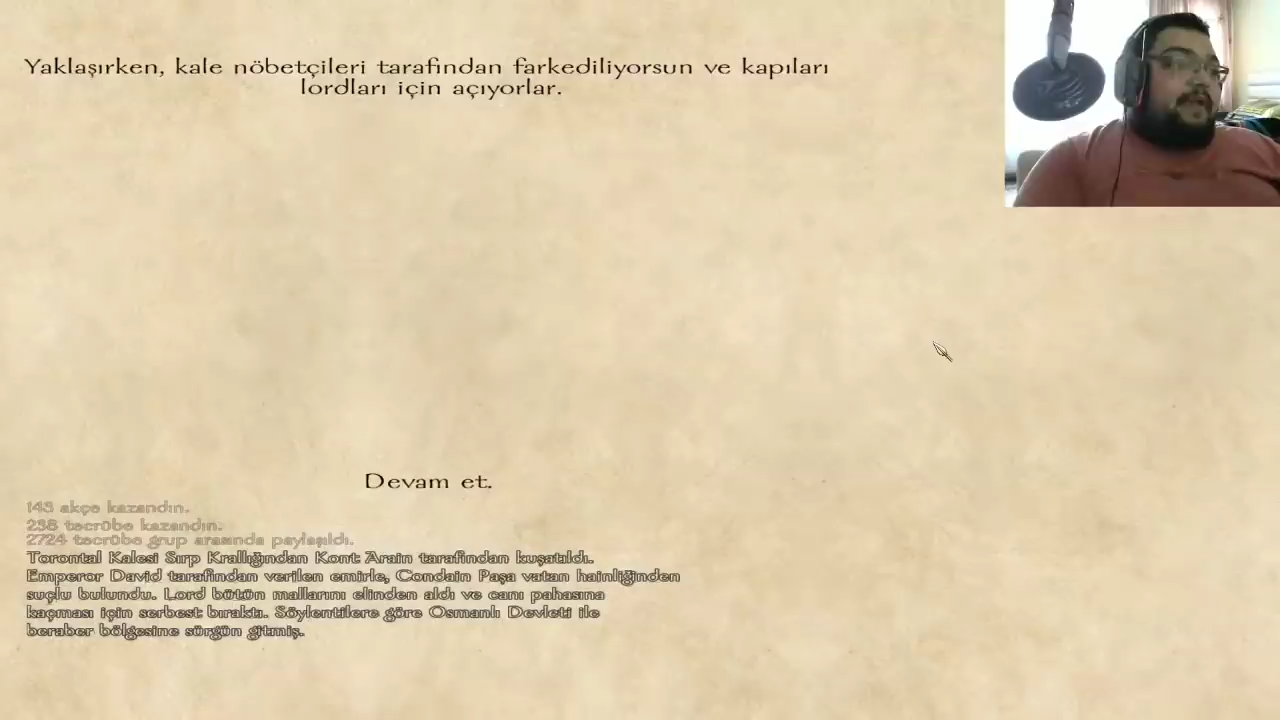 Yaklaşırken, kale nöbetçileri tarafından farkediliyorsun ve kapıları
lordları için açıyorlar.
Devam et.
143 akçe kazandın.
238 tecrübe kazandın.
2724 tecrübe grup arasında paylaşıldı.
Torontal Kalesi Sırp Krallığından Kont Arain tarafından kuşatıldı.
Emperor David tarafından verilen emirle, Condain Paşa vatan hainliğinden
suçlu bulundu. Lord bütün mallarını elinden aldı ve canı pahasına
kaçması için serbest bıraktı. Söylentilere göre Osmanlı Devleti ile
beraber bölgesine sürgün gitmiş.